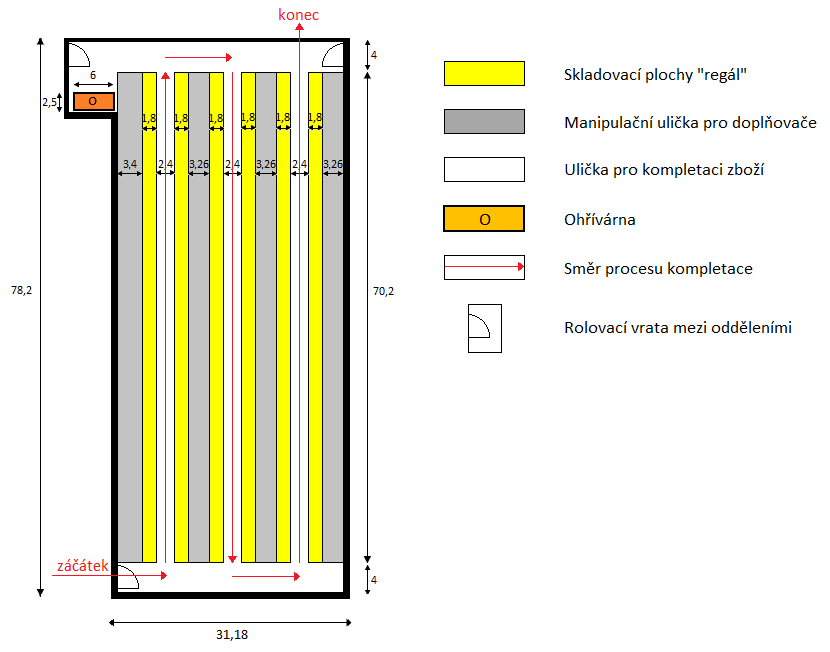 konec
4
6
2,5
O
1,8
1,8
1,8
1,8
1,8
1,8
3,4
2,4
3,26
2,4
3,26
2,4
3,26
78,2
70,2
záčátek
4
31,18
Skladovací plochy "regál"
Manipulační ulička pro doplňovače
Ulička pro kompletaci zboží
O
Ohřívárna
Směr procesu kompletace
Rolovací vrata mezi odděleními